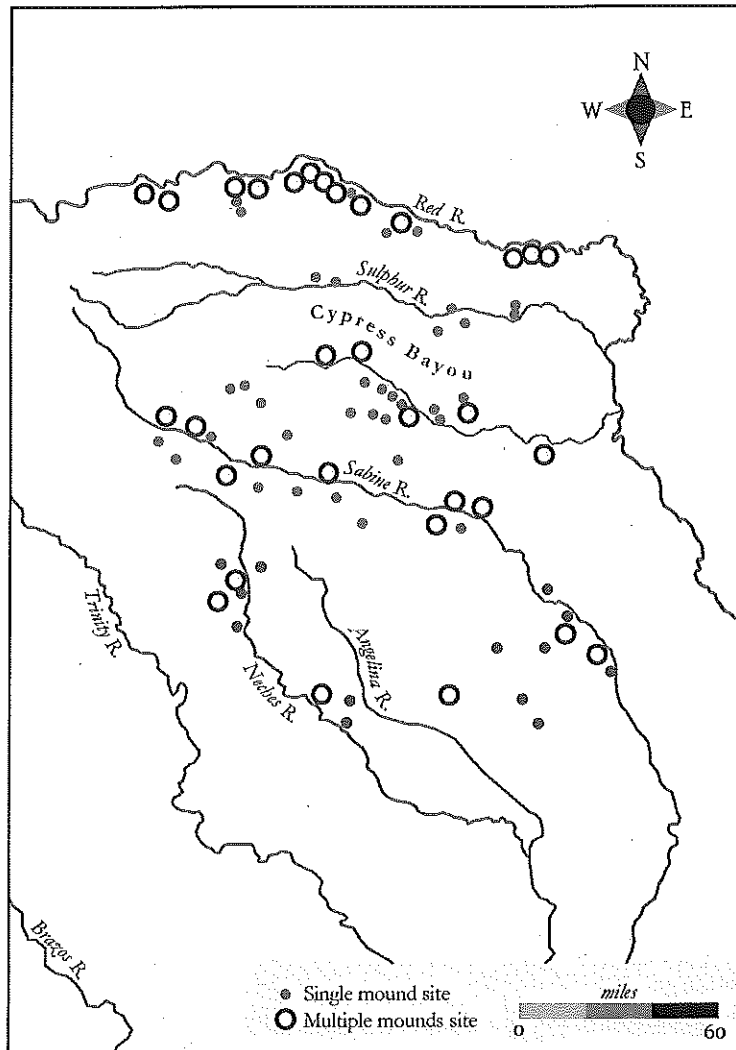 N
W E
S
Red R.
Sulphur R.
Cypress Bayou
Sabine R.
Trinity R.
Angelina R.
Neches R.
Brazos R.
Single mound site
Multiple mounds site
miles
0 60